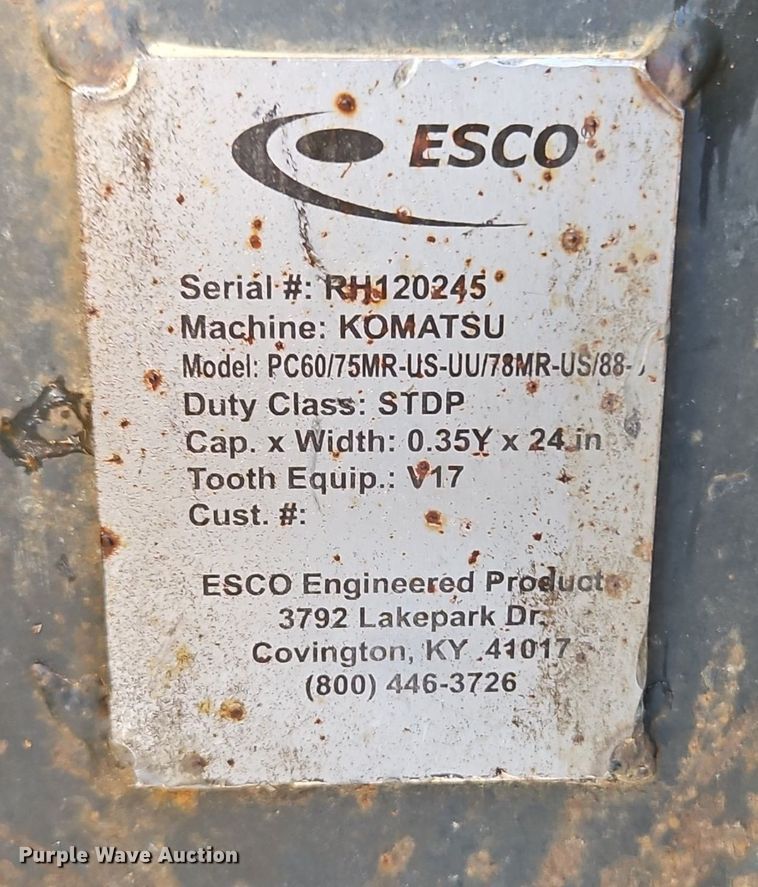 ESCO®
Serial #: RH120245
Machine: KOMATSU
Model: PC60/75MR-US-UU/78MR-US/88-
Duty Class: STDP
Cap. x Width: 0.35Y x 24 in
Tooth Equip.: V17
Cust. #:
ESCO Engineered Product
3792 Lakepark Dr.
Covington, KY 41017
(800) 446-3726
Purple Wave Auction